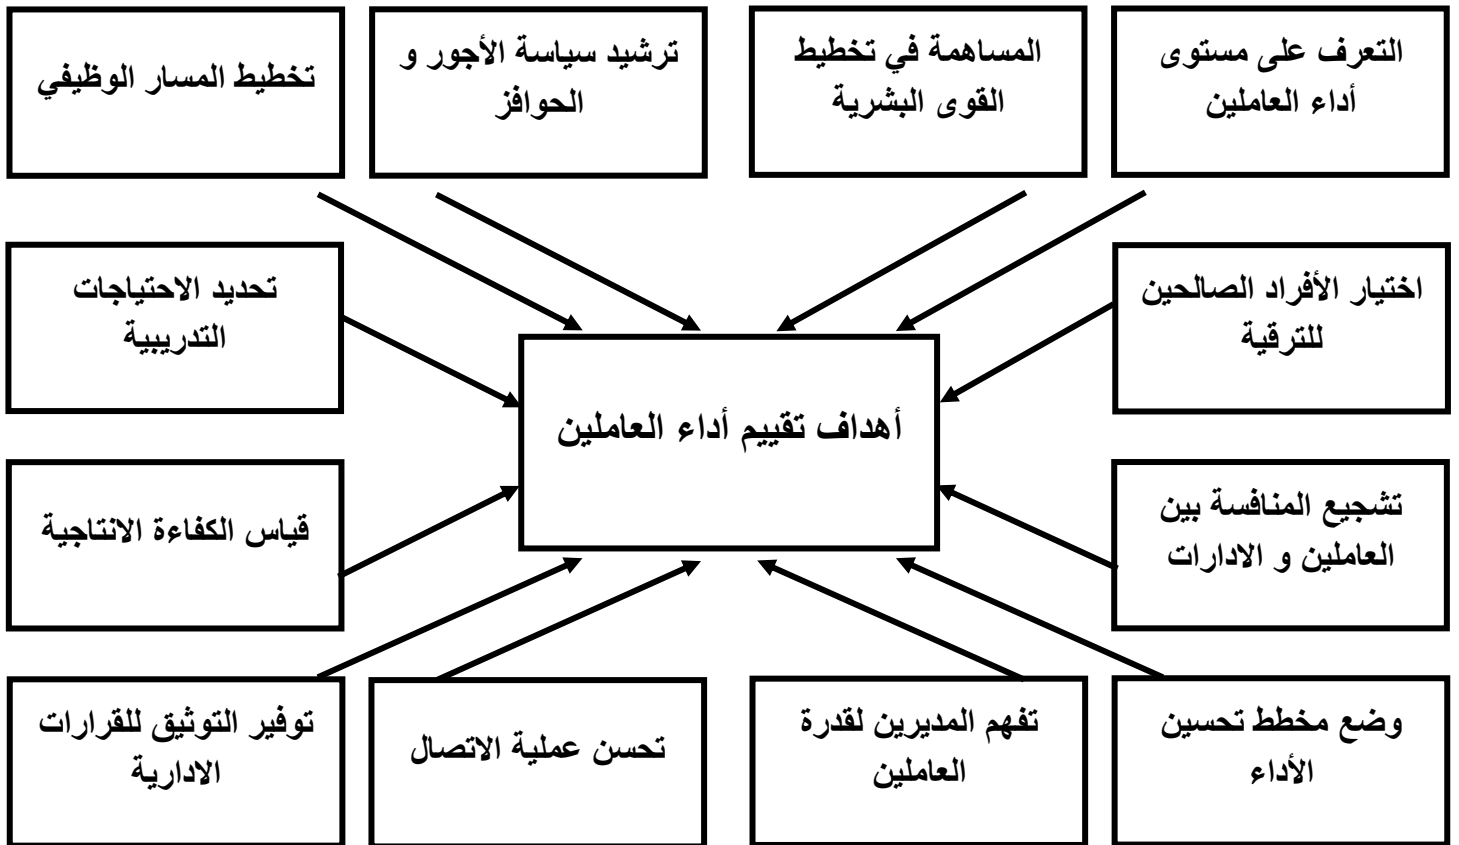 التعرف على مستوى
أداء العاملين
المساهمة في تخطيط
القوى البشرية
ترشيد سياسة الأجور و
الحوافز
تخطيط المسار الوظيفي
اختيار الأفراد الصالحين
للترقية
تحديد الاحتياجات
التدريبية
أهداف تقييم أداء العاملين
تشجيع المنافسة بين
العاملين و الادارات
قياس الكفاءة الانتاجية
وضع مخطط تحسين
الأداء
تفهم المديرين لقدرة
العاملين
تحسن عملية الاتصال
توفير التوثيق للقرارات
الادارية